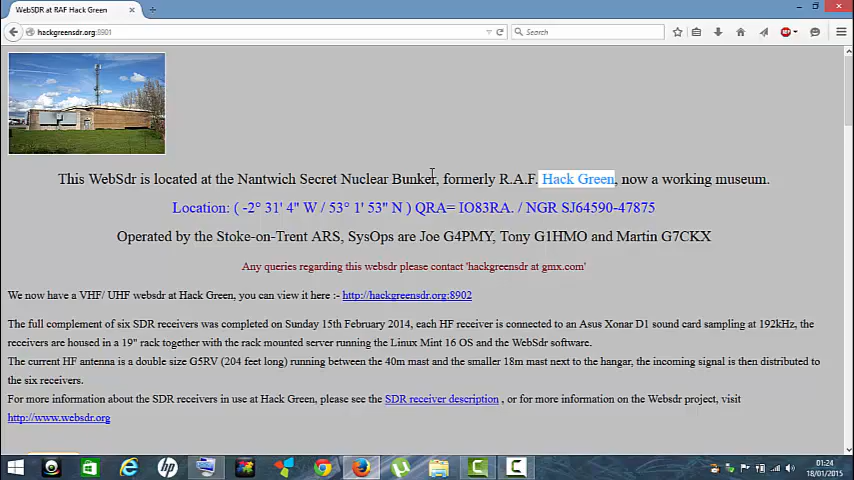 WebSDR at RAF Hack Green
hackgreensdr.org:8901
Search
This WebSdr is located at the Nantwich Secret Nuclear Bunker, formerly R.A.F. Hack Green, now a working museum.
Location: ( -2° 31' 4" W / 53° 1' 53" N ) QRA= IO83RA. / NGR SJ64590-47875
Operated by the Stoke-on-Trent ARS, SysOps are Joe G4PMY, Tony G1HMO and Martin G7CKX
Any queries regarding this websdr please contact 'hackgreensdr at gmx.com'
We now have a VHF/ UHF websdr at Hack Green, you can view it here :- http://hackgreensdr.org:8902
The full complement of six SDR receivers was completed on Sunday 15th February 2014, each HF receiver is connected to an Asus Xonar D1 sound card sampling at 192kHz, the
receivers are housed in a 19" rack together with the rack mounted server running the Linux Mint 16 OS and the WebSdr software.
The current HF antenna is a double size G5RV (204 feet long) running between the 40m mast and the smaller 18m mast next to the hangar, the incoming signal is then distributed to
the six receivers.
For more information about the SDR receivers in use at Hack Green, please see the SDR receiver description , or for more information on the Websdr project, visit
http://www.websdr.org
01:24
18/01/2015